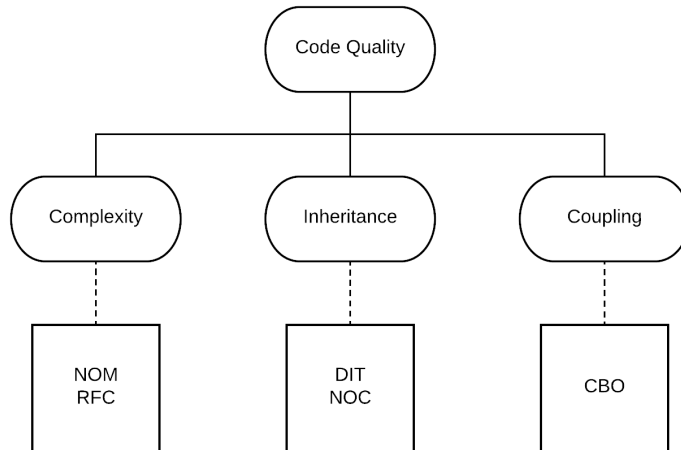 Code Quality
Complexity
Inheritance
Coupling
NOM
RFC
DIT
NOC
CBO